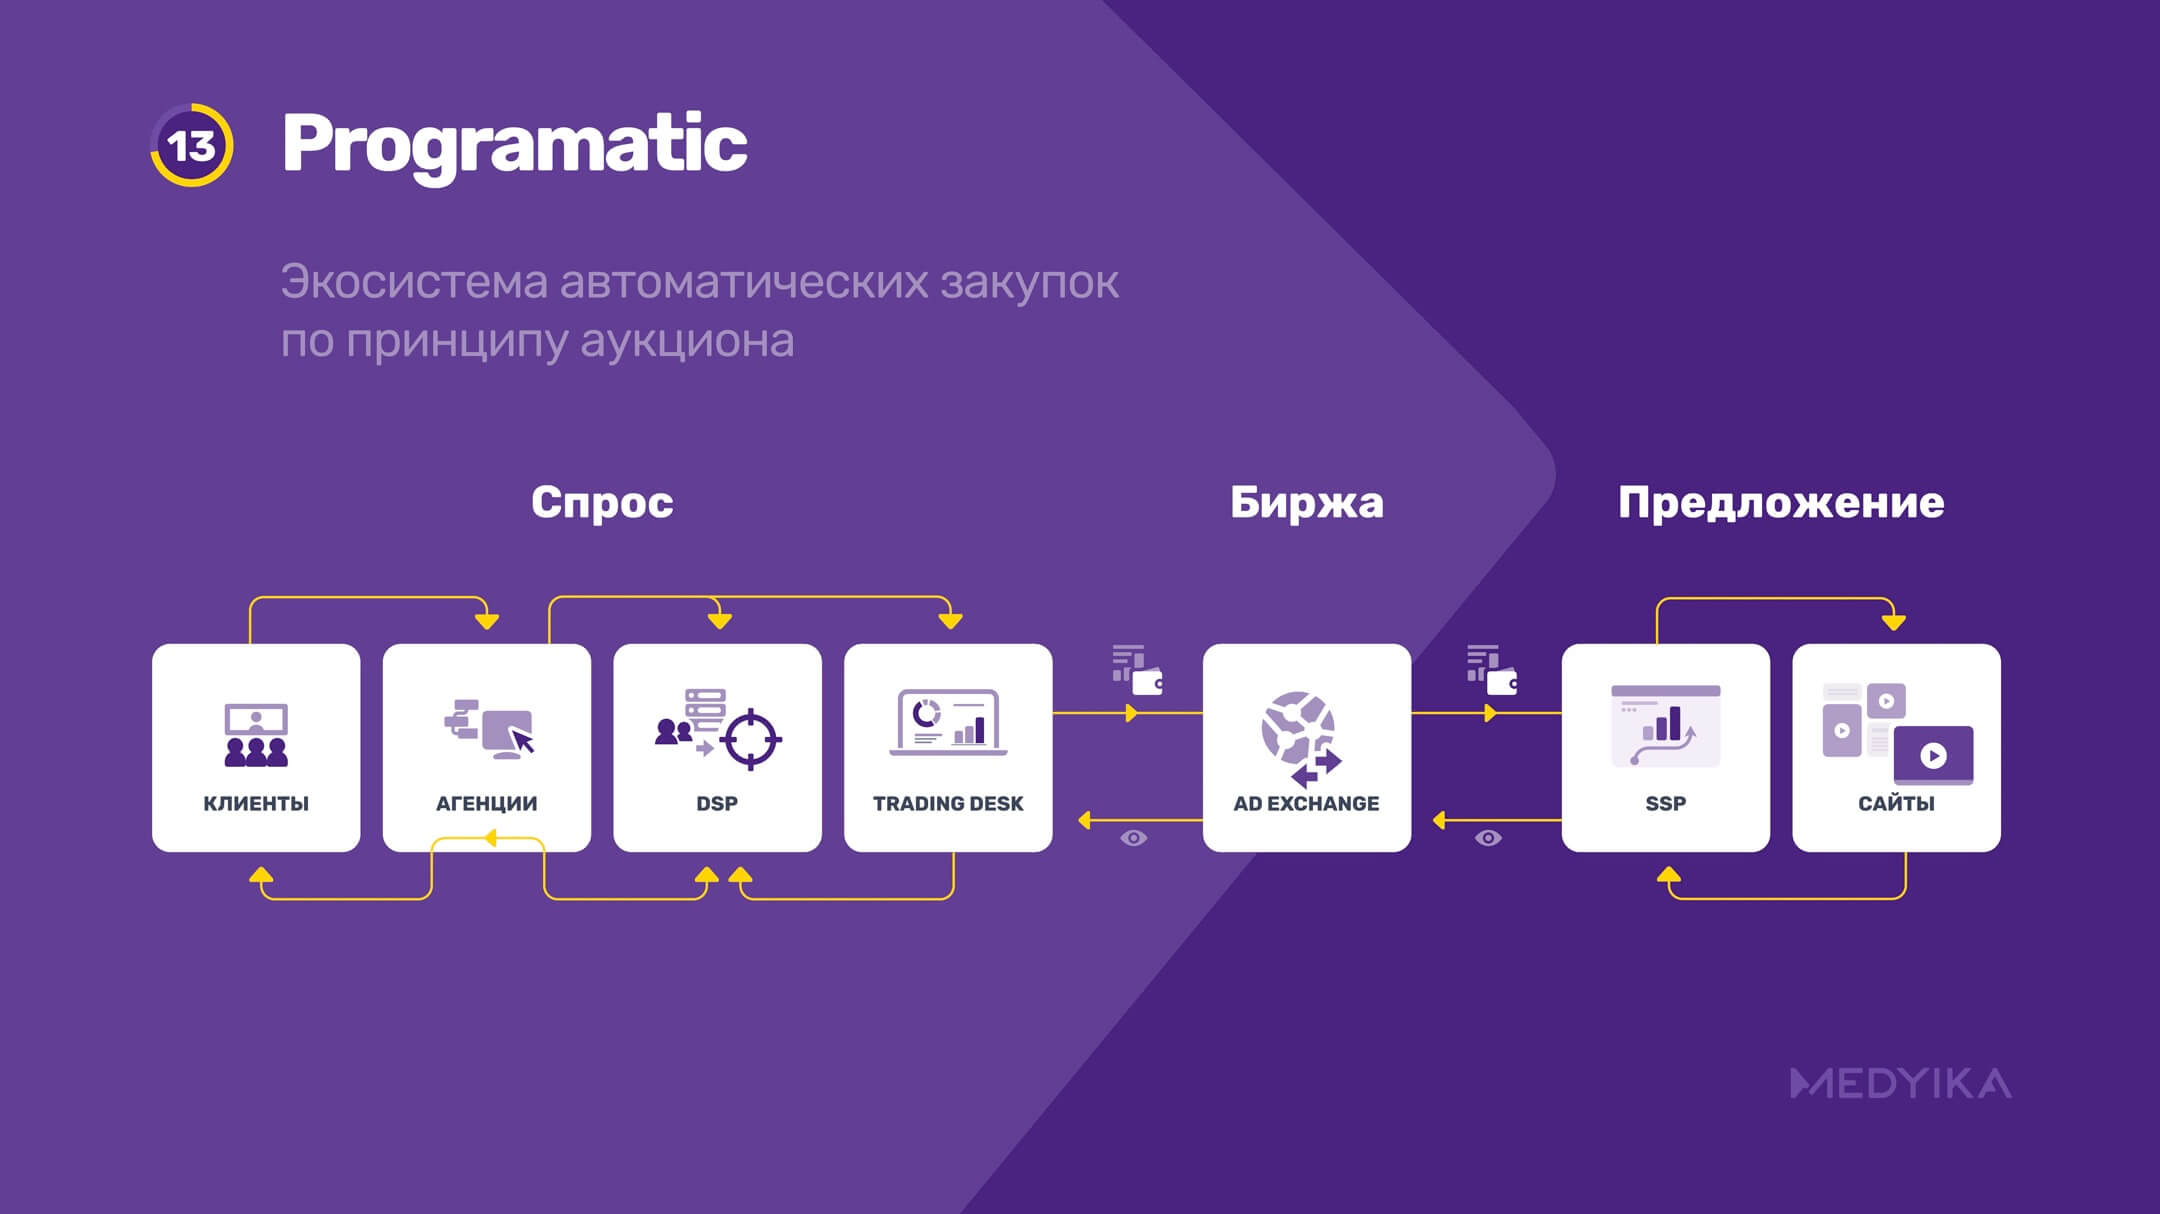 13
Programatic
Экосистема автоматических закупок
по принципу аукциона
Спрос
Биржа
Предложение
КЛИЕНТЫ
АГЕНЦИИ
DSP
TRADING DESK
AD EXCHANGE
SSP
САЙТЫ
MEDYIKA